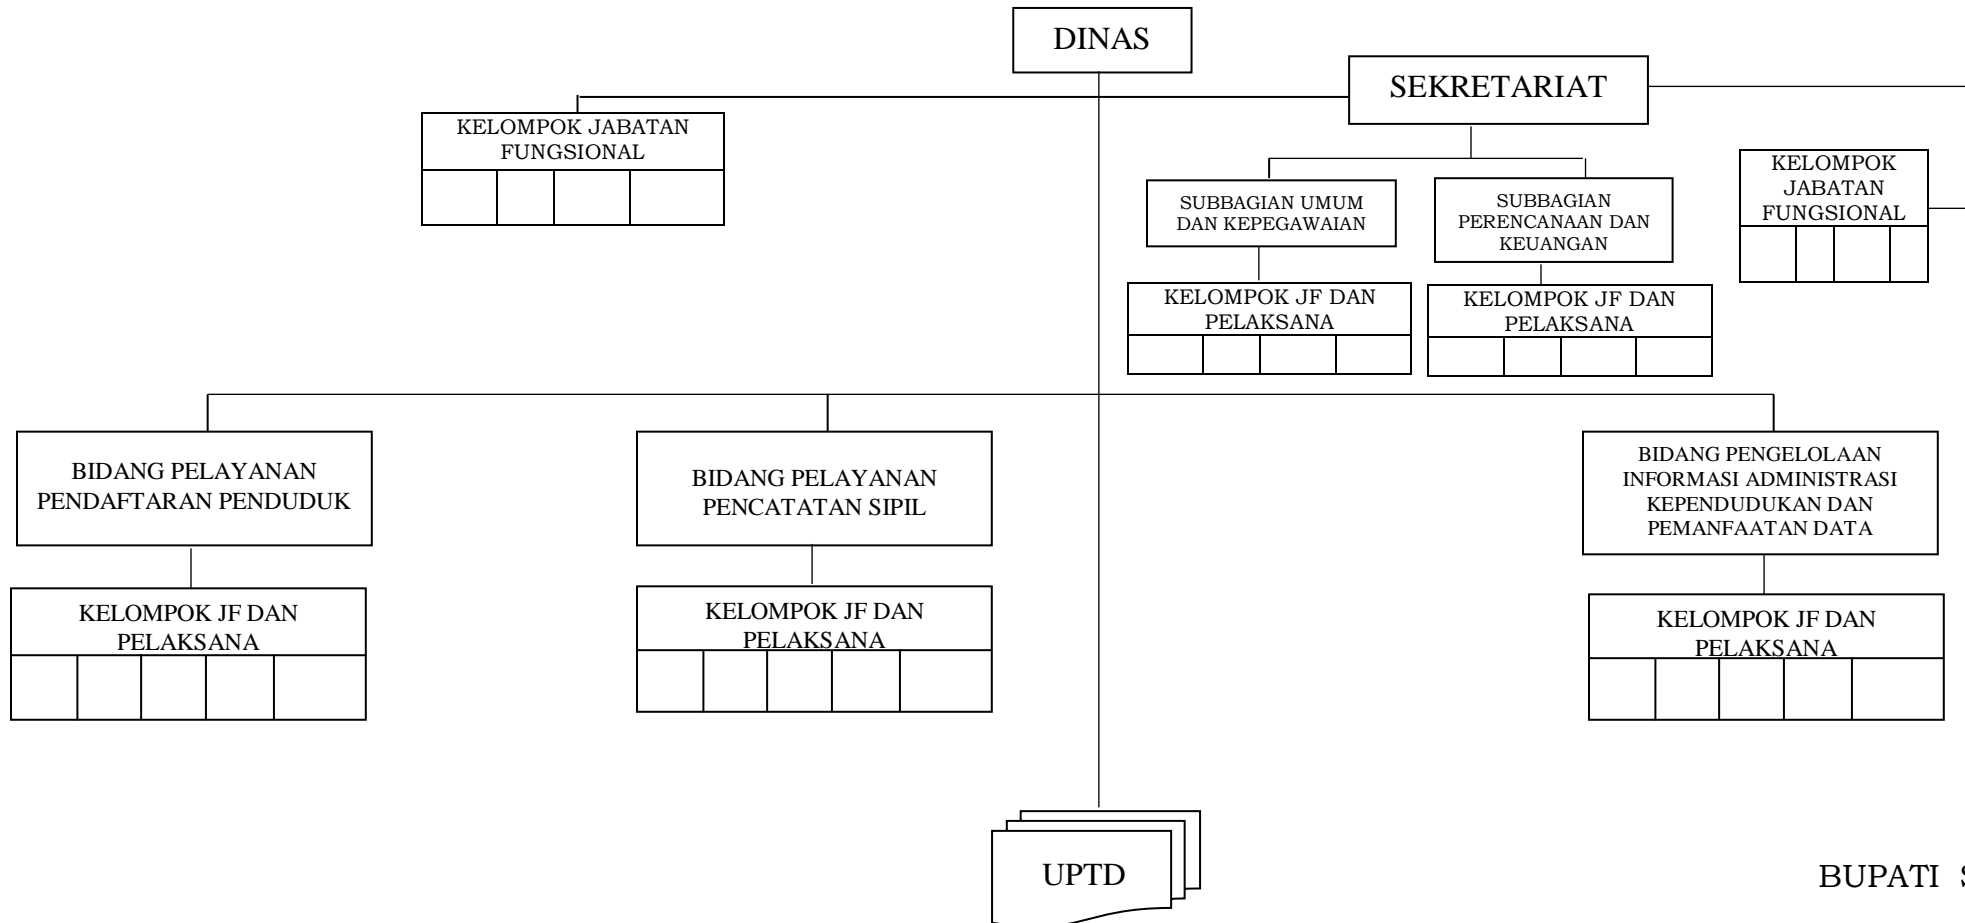 DINAS
SEKRETARIAT
KELOMPOK JABATAN
FUNGSIONAL
KELOMPOK
JABATAN
FUNGSIONAL
SUBBAGIAN UMUM
DAN KEPEGAWAIAN
SUBBAGIAN
PERENCANAAN DAN
KEUANGAN
KELOMPOK JF DAN
PELAKSANA
KELOMPOK JF DAN
PELAKSANA
BIDANG PELAYANAN
PENDAFTARAN PENDUDUK
BIDANG PELAYANAN
PENCATATAN SIPIL
BIDANG PENGELOLAAN
INFORMASI ADMINISTRASI
KEPENDUDUKAN DAN
PEMANFAATAN DATA
KELOMPOK JF DAN
PELAKSANA
KELOMPOK JF DAN
PELAKSANA
KELOMPOK JF DAN
PELAKSANA
UPTD
BUPATI